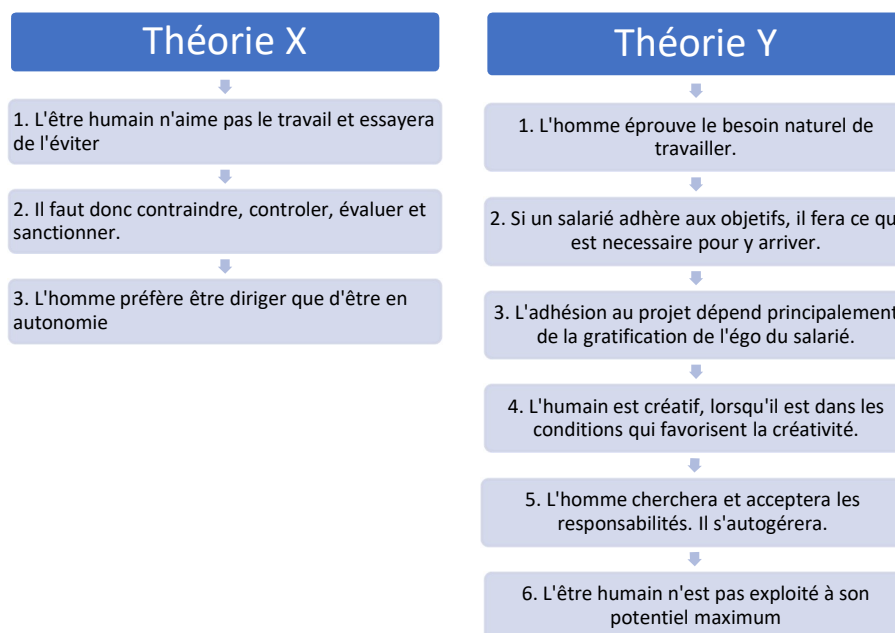 Théorie X
1. L'être humain n'aime pas le travail et essayera
de l'éviter
2. Il faut donc contraindre, controler, évaluer et
sanctionner.
3. L'homme préfère être diriger que d'être en
autonomie
Théorie Y
1. L'homme éprouve le besoin naturel de
travailler.
2. Si un salarié adhère aux objetifs, il fera ce qu
est necessaire pour y arriver.
3. L'adhésion au projet dépend principalement
de la gratification de l'égo du salarié.
4. L'humain est créatif, lorsqu'il est dans les
conditions qui favorisent la créativité.
5. L'homme cherchera et acceptera les
responsabilités. Il s'autogérera.
6. L'être humain n'est pas exploité à son
potentiel maximum